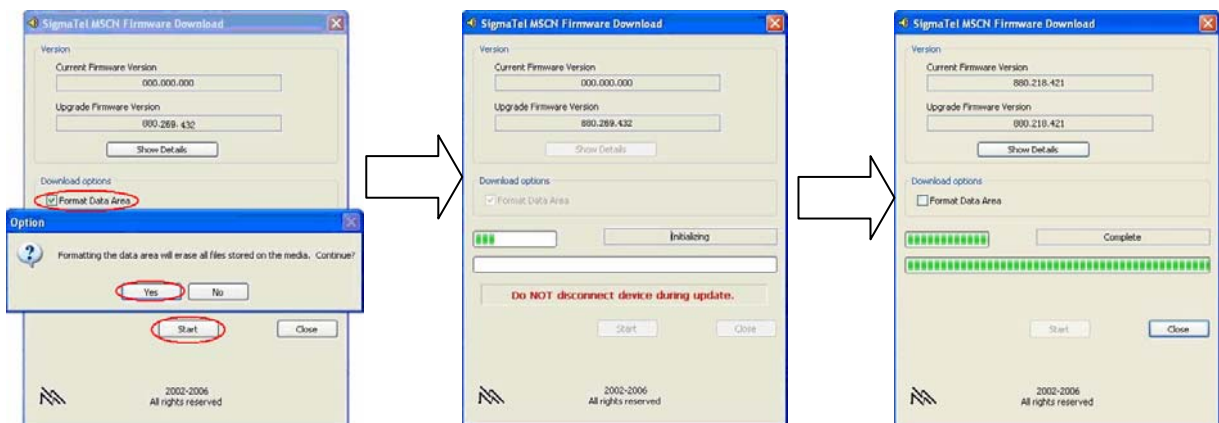 SigmaTel MSCN Firmware Download
Version
Current Firmware Version
000.000.000
Upgrade Firmware Version
800.269.432
Show Details
Download options
Format Data Area
Option
Formatting the data area will erase all files stored on the media. Continue?
Yes
No
Start
Close
2002-2006
All rights reserved
SigmaTel MSCN Firmware Download
Version
Current Firmware Version
000.000.000
Upgrade Firmware Version
880.269.432
Show Details
Download options
Format Data Area
Initializing
Do NOT disconnect device during update.
Start
Close
2002-2006
All rights reserved
SigmaTel MSCN Firmware Download
Version
Current Firmware Version
880.218.421
Upgrade Firmware Version
800.218.421
Show Details
Download options
Format Data Area
Complete
Start
Close
2002-2006
All rights reserved